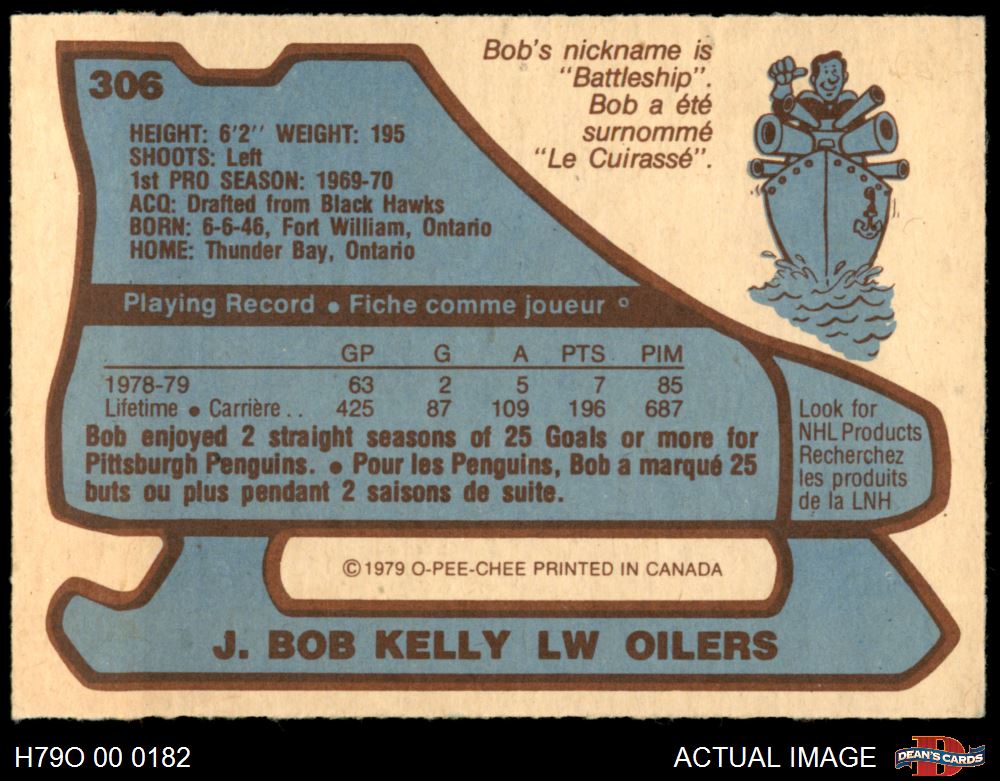 306
Bob's nickname is
"Battleship".
Bob a été
surnommé
"Le Cuirassé".
HEIGHT: 6'2'' WEIGHT: 195
SHOOTS: Left
1st PRO SEASON: 1969-70
ACQ: Drafted from Black Hawks
BORN: 6-6-46, Fort William, Ontario
HOME: Thunder Bay, Ontario
Playing Record • Fiche comme joueur
GP G A PTS PIM
1978-79 63 2 5 7 85
Lifetime • Carrière . . 425 87 109 196 687
Bob enjoyed 2 straight seasons of 25 Goals or more for
Pittsburgh Penguins. • Pour les Penguins, Bob a marqué 25
buts ou plus pendant 2 saisons de suite.
Look for
NHL Products
Recherchez
les produits
de la LNH
© 1979 O-PEE-CHEE PRINTED IN CANADA
J. BOB KELLY LW OILERS
H79O 00 0182
ACTUAL IMAGE
D
DEAN'S CARDS